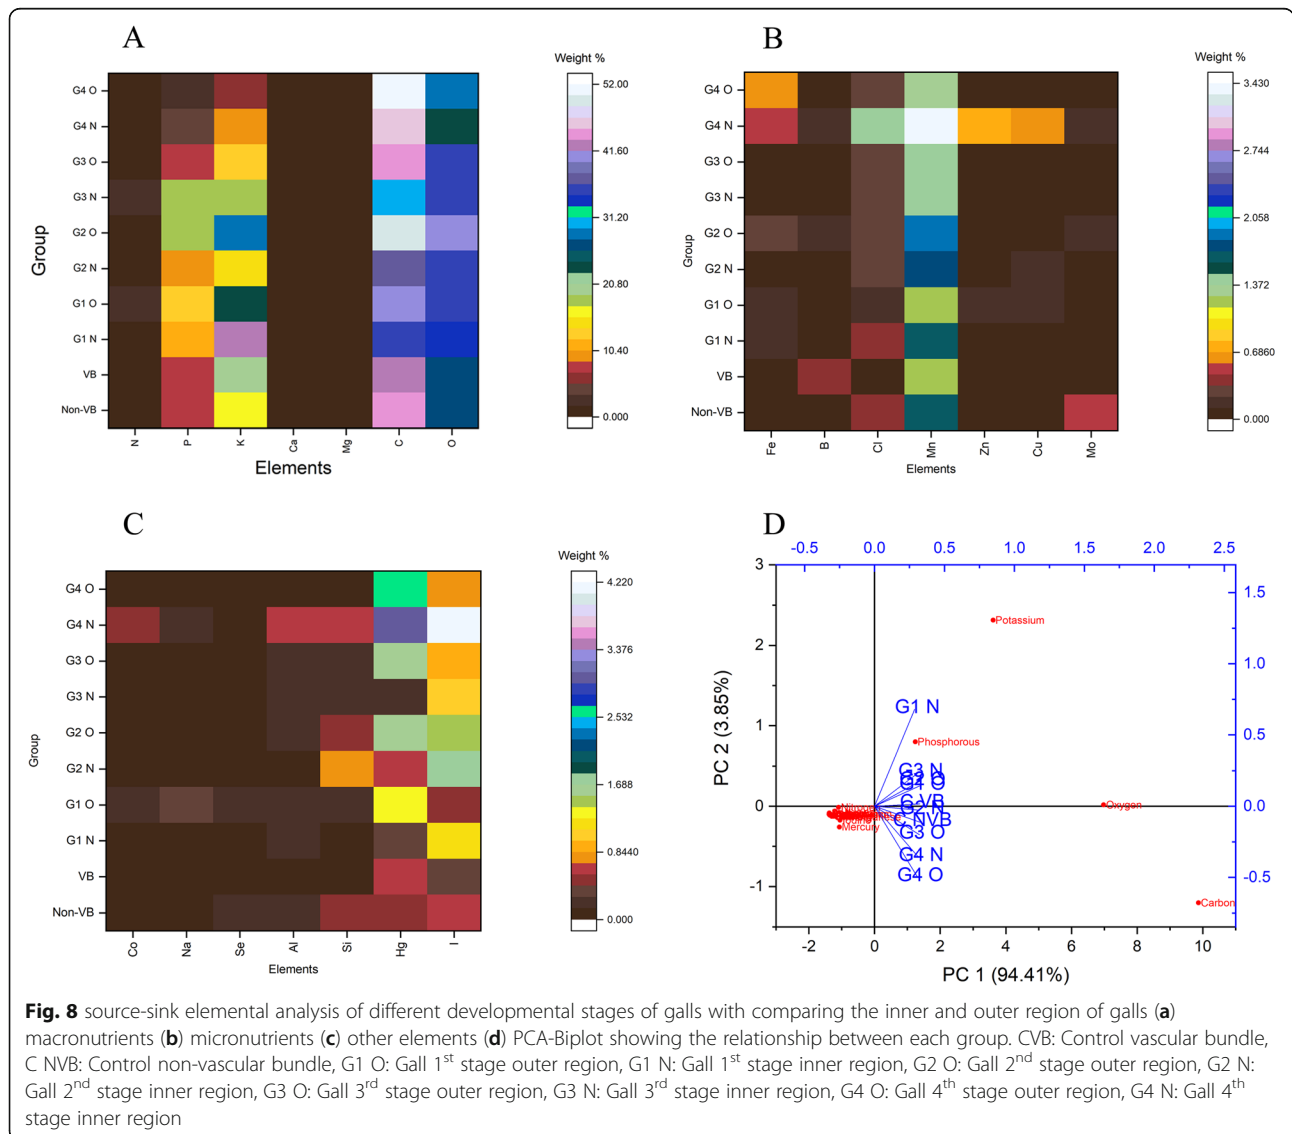 A
Weight %
G4 O
G4 N
G3 O
G3 N
G2 O
G2 N
G1 O
G1 N
VB
Non-VB
Group
N P K Ca Mg C O
Elements
52.00
41.60
31.20
20.80
10.40
0.000
B
Weight %
G4 O
G4 N
G3 O
G3 N
G2 O
G2 N
G1 O
G1 N
VB
Non-VB
Group
Fe B Cl Mn Zn Cu Mo
Elements
3.430
2.744
2.058
1.372
0.6860
0.000
C
Weight %
G4 O
G4 N
G3 O
G3 N
G2 O
G2 N
G1 O
G1 N
VB
Non-VB
Group
Co Na Se Al Si Hg I
Elements
4.220
3.376
2.532
1.688
0.8440
0.000
D
-0.5 0.0 0.5 1.0 1.5 2.0 2.5
3
2
1
0
-1
PC 2 (3.85%)
1.5
1.0
0.5
0.0
-0.5
Potassium
G1 N
Phosphorous
G3 N
G1 O
C VB
G2 N
C NVB
G3 O
G4 N
G4 O
Oxygen
Mercury
Carbon
-2 0 2 4 6 8 10
PC 1 (94.41%)
Fig. 8 source-sink elemental analysis of different developmental stages of galls with comparing the inner and outer region of galls (a)
macronutrients (b) micronutrients (c) other elements (d) PCA-Biplot showing the relationship between each group. CVB: Control vascular bundle,
C NVB: Control non-vascular bundle, G1 O: Gall 1st stage outer region, G1 N: Gall 1st stage inner region, G2 O: Gall 2nd stage outer region, G2 N:
Gall 2nd stage inner region, G3 O: Gall 3rd stage outer region, G3 N: Gall 3rd stage inner region, G4 O: Gall 4th stage outer region, G4 N: Gall 4th
stage inner region